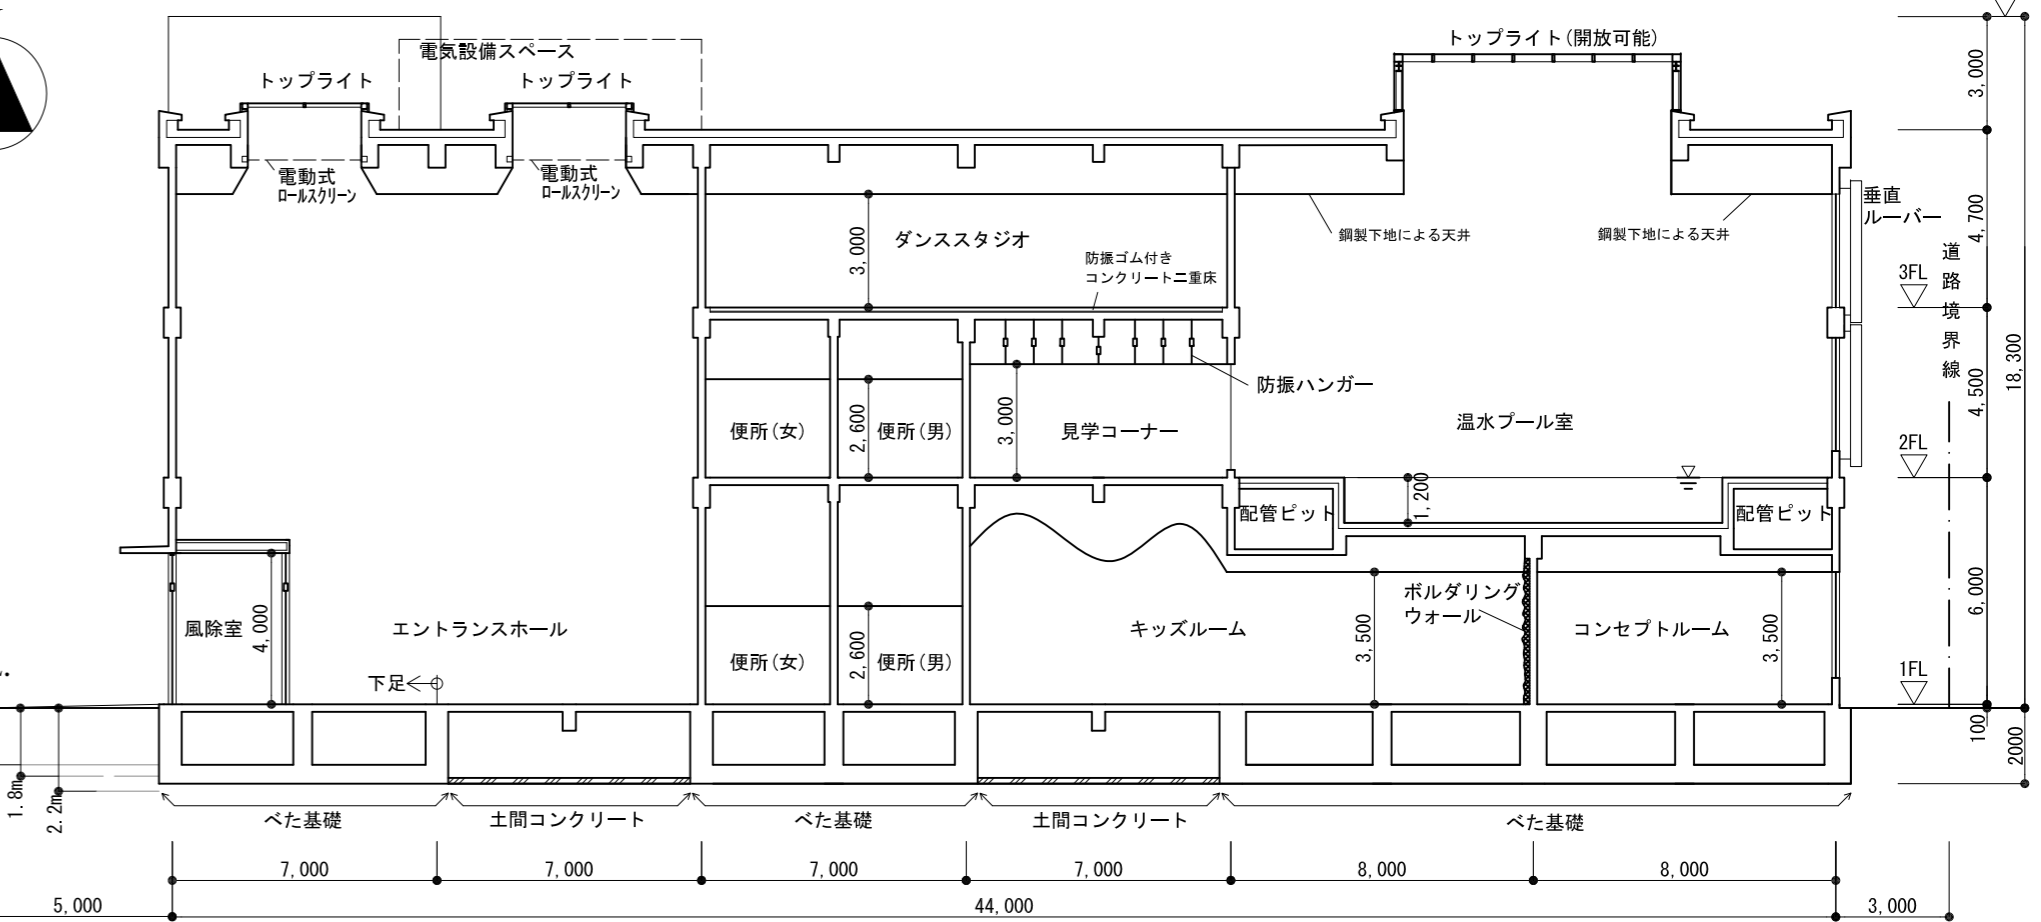 トップライト(開放可能)
電気設備スペース
トップライト
トップライト
3,000
電動式
ロールスクリーン
電動式
ロールスクリーン
垂直
ルーバー
4,700
ダンススタジオ
3,000
鋼製下地による天井
鋼製下地による天井
道路境界線
防振ゴム付き
コンクリート二重床
3FL
18,300
防振ハンガー
4,500
便所(女)
2,600
便所(男)
3,000
見学コーナー
温水プール室
2FL
1,200
配管ピット
配管ピット
6,000
ボルダリング
ウォール
風除室
4,000
エントランスホール
キッズルーム
3,500
コンセプトルーム
3,500
便所(女)
2,600
便所(男)
1FL
下足
100
2000
1.8m
2.2m
べた基礎
土間コンクリート
べた基礎
土間コンクリート
べた基礎
7,000
7,000
7,000
7,000
8,000
8,000
5,000
44,000
3,000